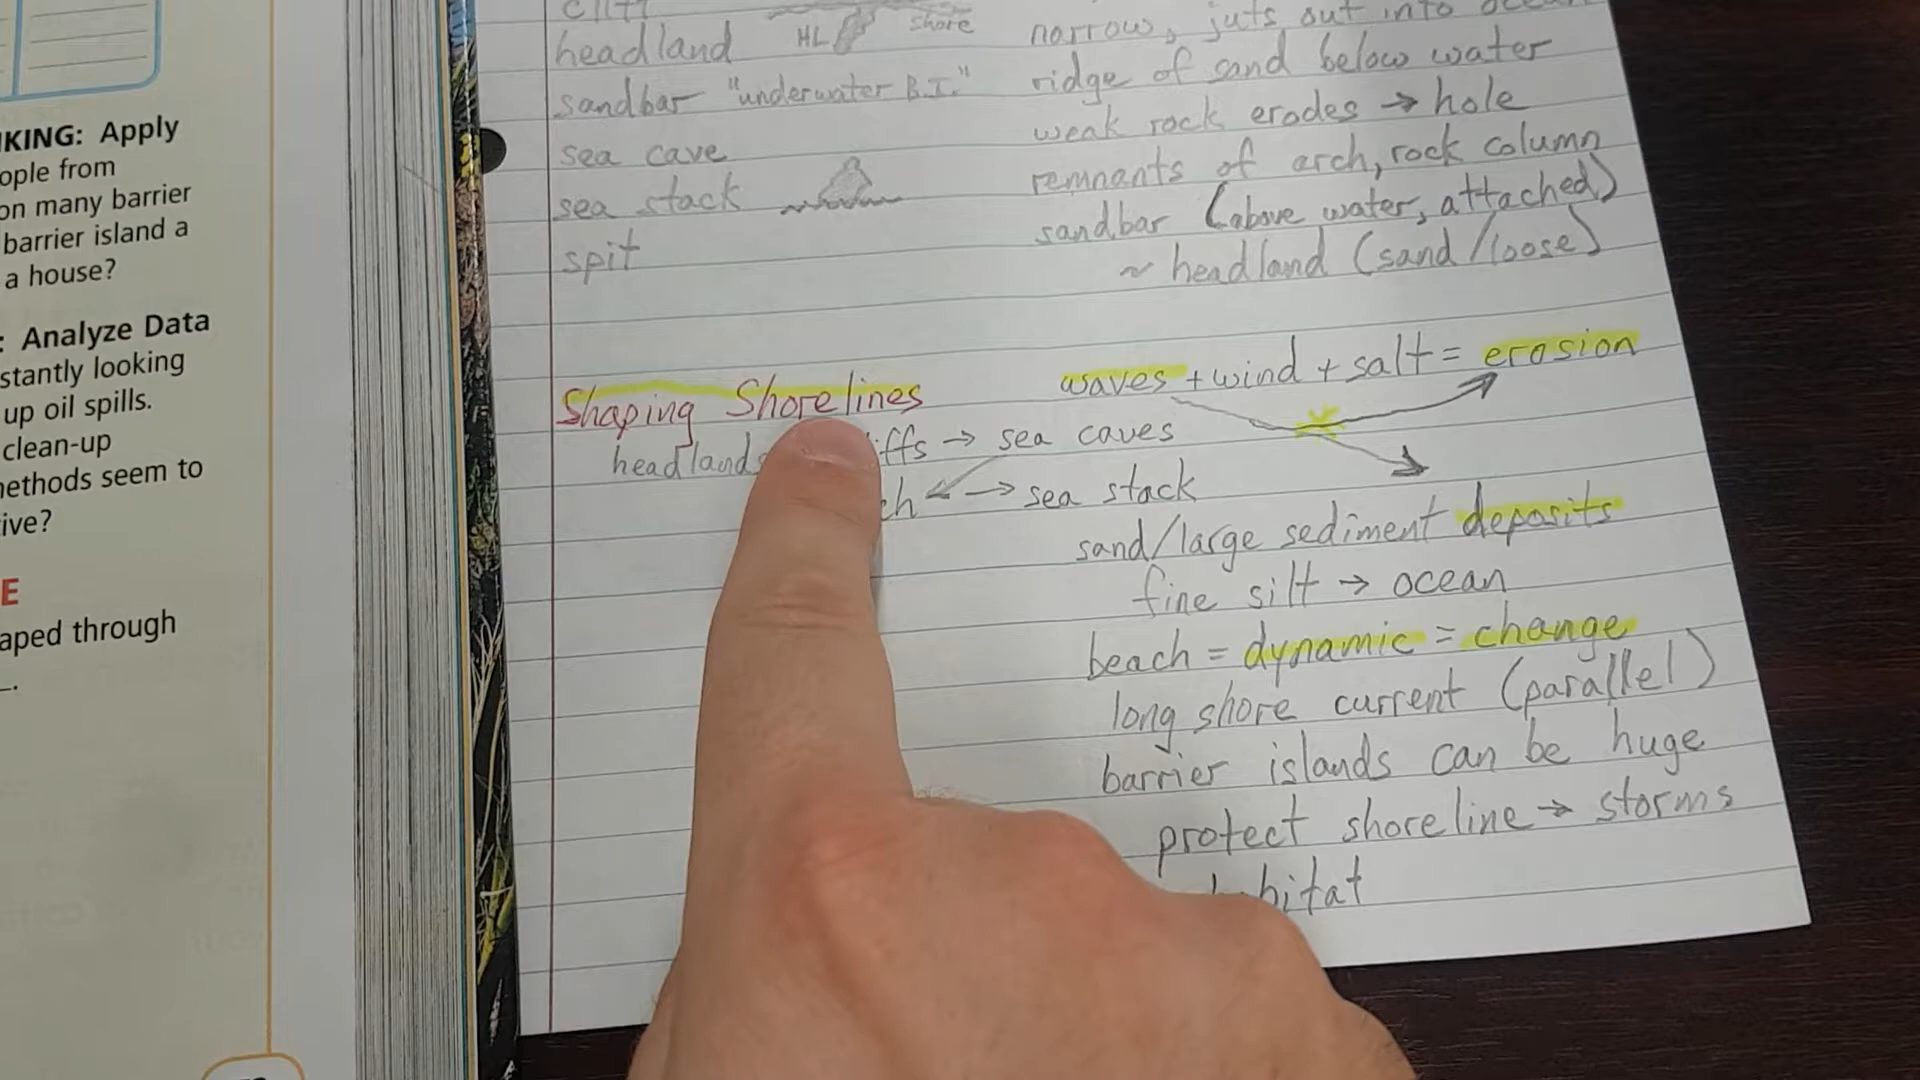 KING: Apply
ople from
on many barrier
barrier island a
a house?
: Analyze Data
stantly looking
up oil spills.
clean-up
ethods seem to
ive?
E
aped through
cliff
headland HL shore
sandbar "underwater B.I."
sea cave
sea stack
spit
narrow, juts out into
ridge of sand below water
weak rock erodes → hole
remnants of arch, rock column
sandbar (above water, attached)
~ headland (sand/loose)
Shaping Shorelines
headlands iffs → sea caves
ch ← → sea stack
waves + wind + salt = erosion
sand/large sediment deposits
fine silt → ocean
beach = dynamic = change
long shore current (parallel)
barrier islands can be huge
protect shoreline → storms
bitat